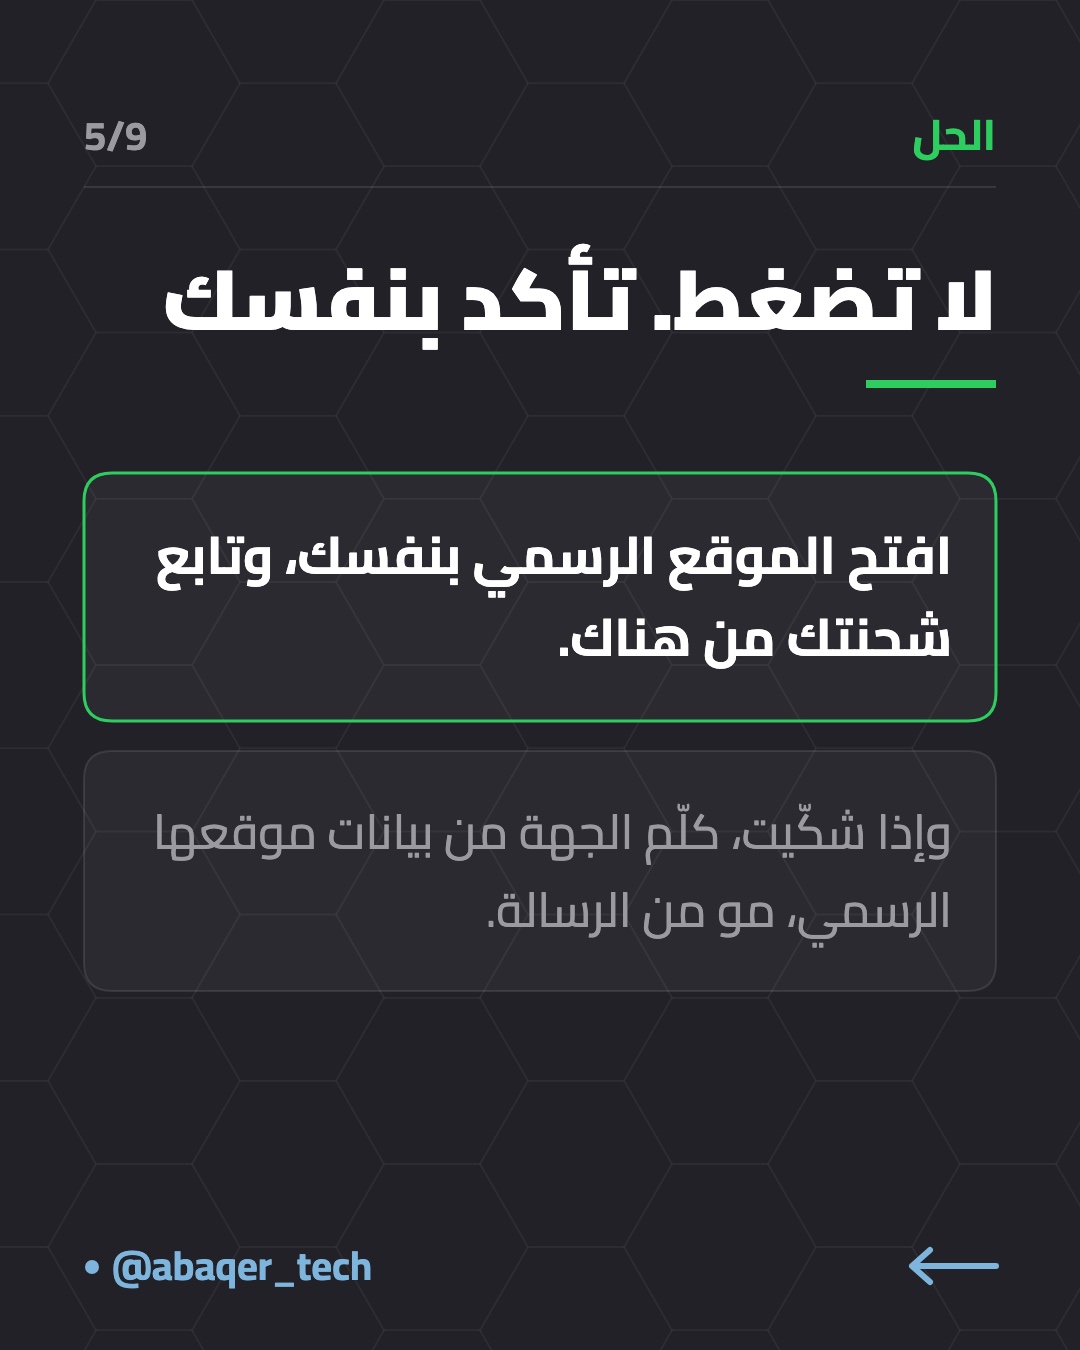 الحل
5/9
لا تضغط. تأكد بنفسك
افتح الموقع الرسمي بنفسك، وتابع
شحنتك من هناك.
وإذا شكّيت، كلّم الجهة من بيانات موقعها
الرسمي، مو من الرسالة.
@abaqer_tech